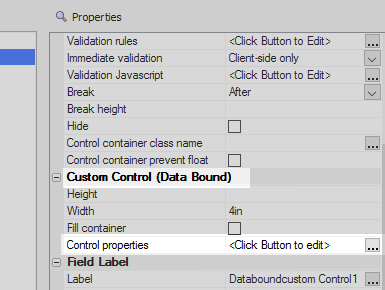 Properties
Validation rules <Click Button to Edit> ...
Immediate validation Client-side only
Validation Javascript <Click Button to Edit> ...
Break After
Break height
Hide
Control container class name ...
Control container prevent float
Custom Control (Data Bound)
Height
Width 4in
Fill container
Control properties <Click Button to edit> ...
Field Label
Label Databoundcustom Control1 ...